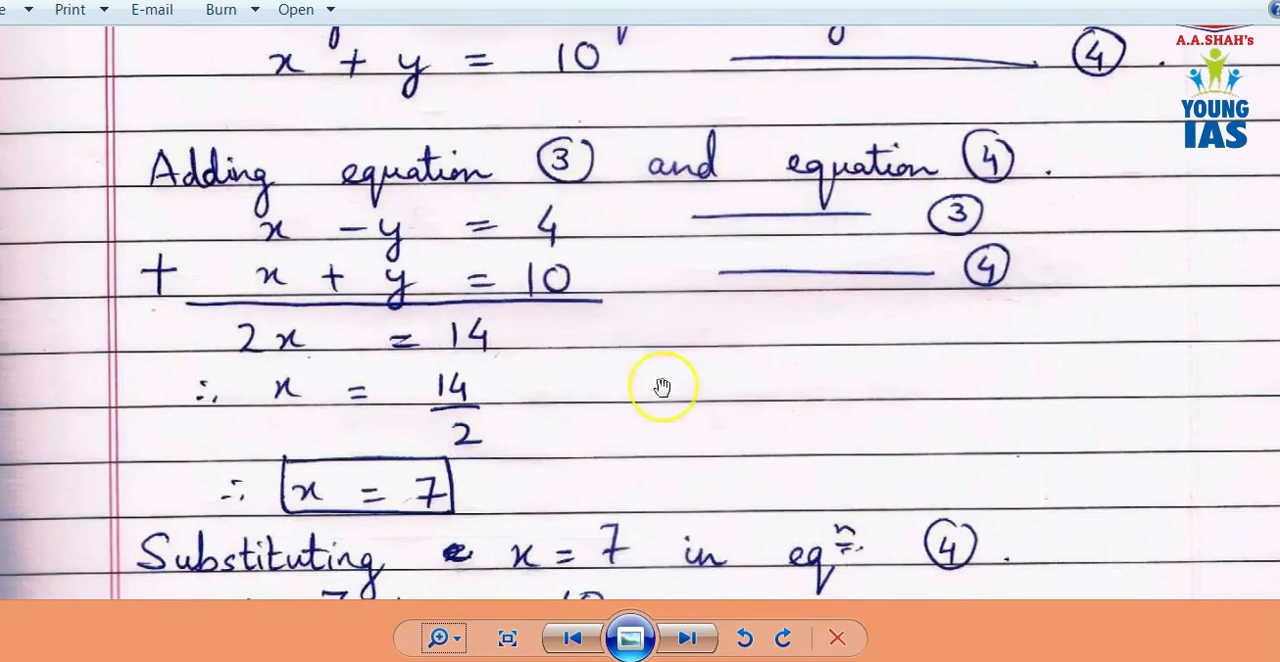 Print E-mail Burn Open
A.A.SHAH's
YOUNG
IAS
x + y = 10 ④ .
Adding equation ③ and equation ④ .
x - y = 4 ③
+ x + y = 10 ④
2x = 14
∴ x = 14
2
∴ x = 7
Substituting x = 7 in eqⁿ. ④ .